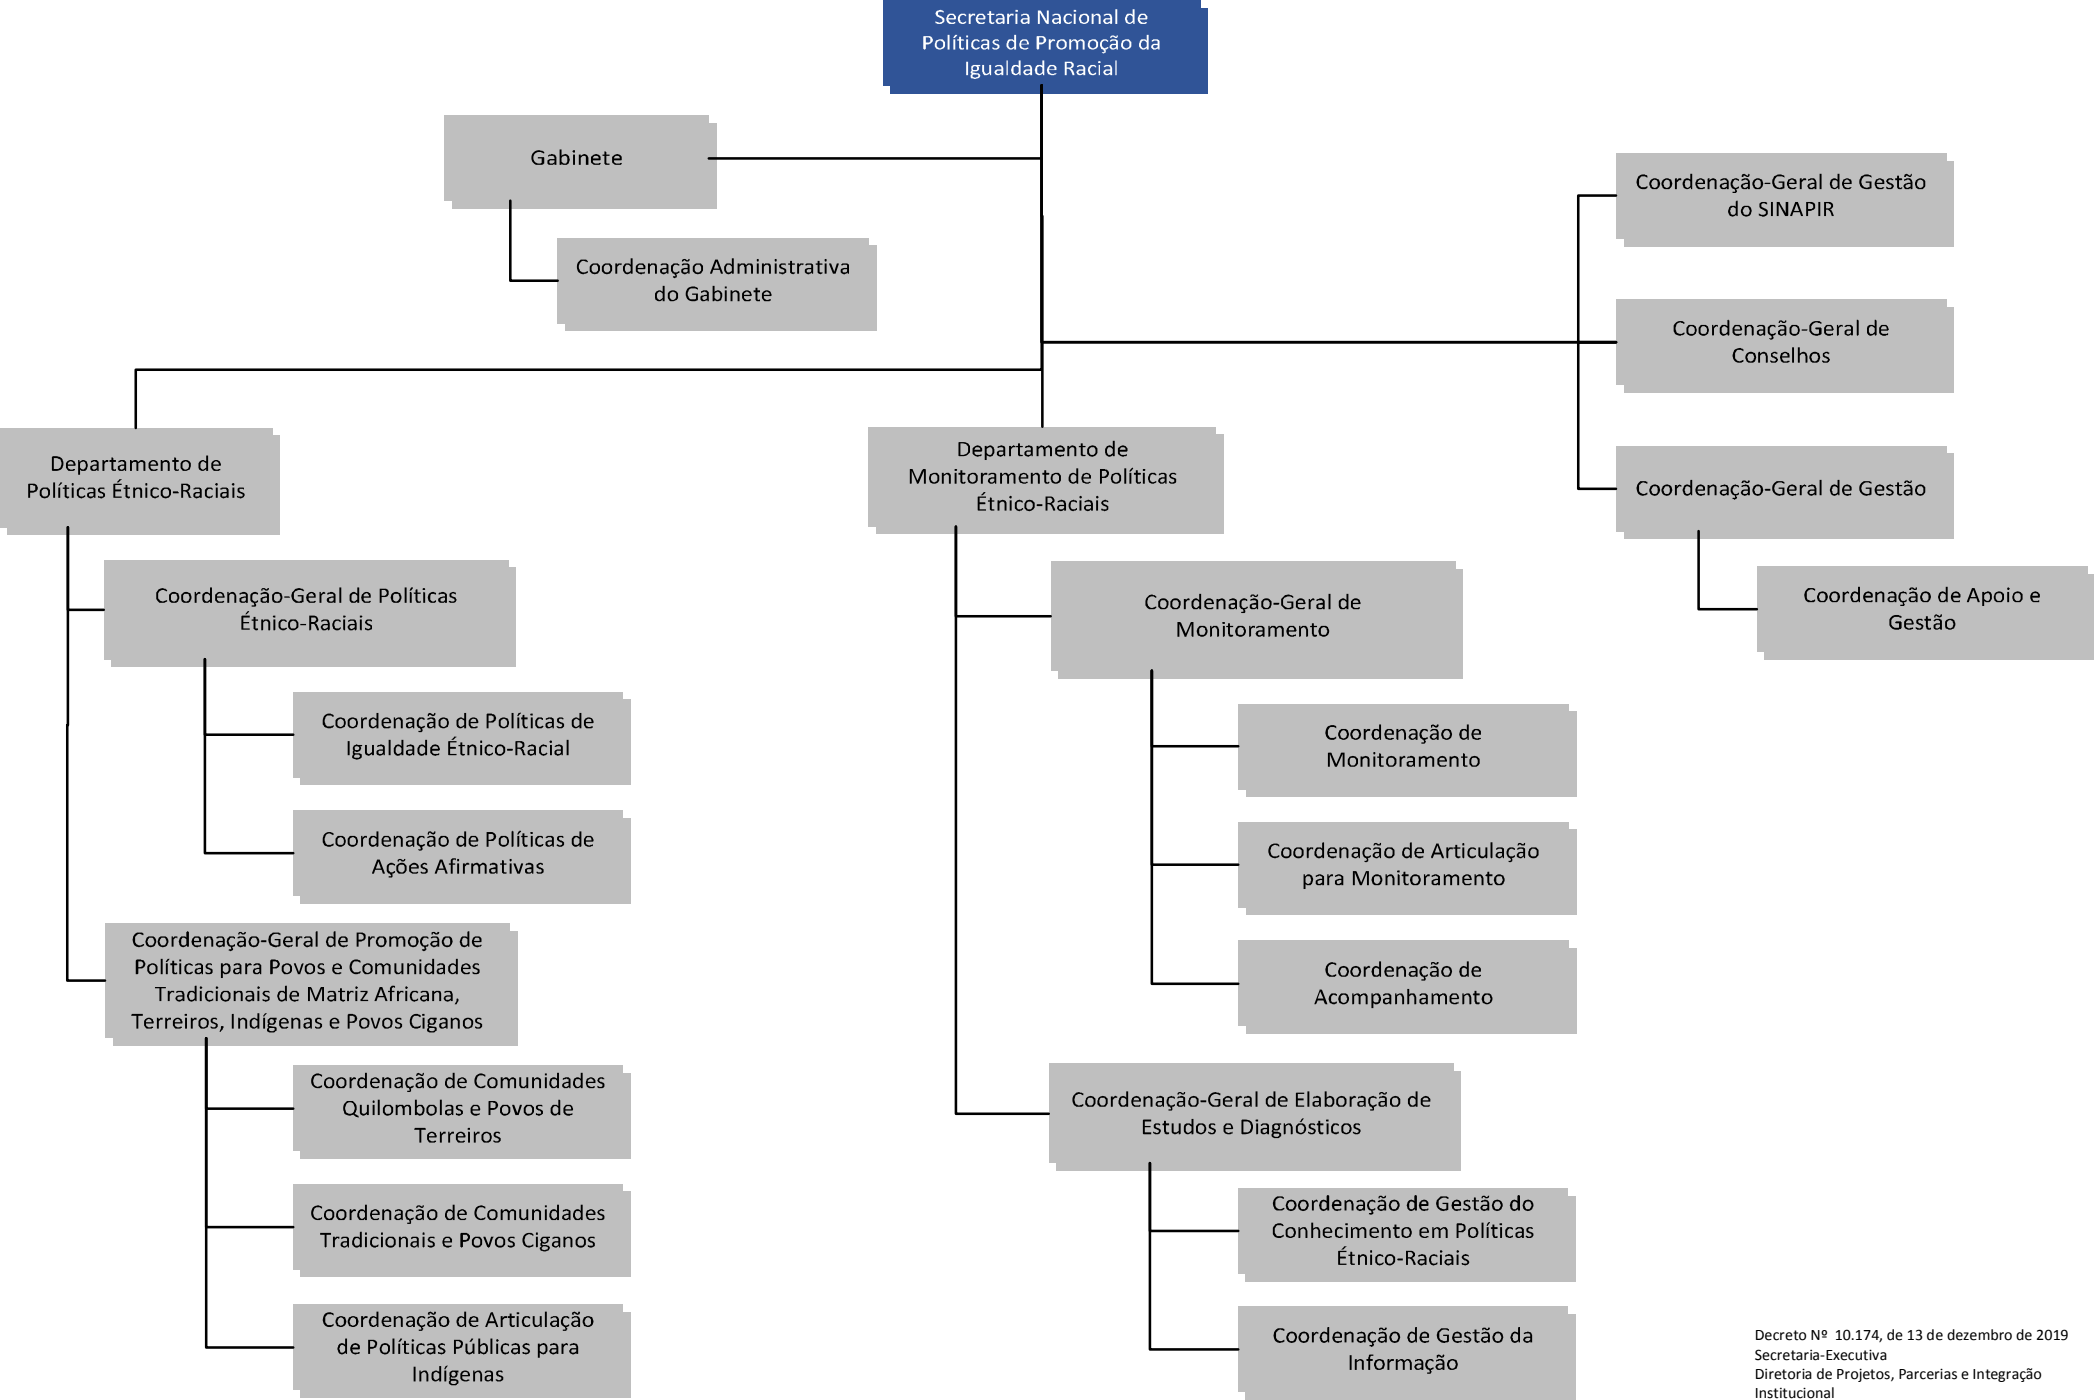 Secretaria Nacional de
Políticas de Promoção da
Igualdade Racial
Gabinete
Coordenação Administrativa
do Gabinete
Coordenação-Geral de Gestão
do SINAPIR
Coordenação-Geral de
Conselhos
Coordenação-Geral de Gestão
Coordenação de Apoio e
Gestão
Departamento de
Políticas Étnico-Raciais
Coordenação-Geral de Políticas
Étnico-Raciais
Coordenação de Políticas de
Igualdade Étnico-Racial
Coordenação de Políticas de
Ações Afirmativas
Coordenação-Geral de Promoção de
Políticas para Povos e Comunidades
Tradicionais de Matriz Africana,
Terreiros, Indígenas e Povos Ciganos
Coordenação de Comunidades
Quilombolas e Povos de
Terreiros
Coordenação de Comunidades
Tradicionais e Povos Ciganos
Coordenação de Articulação
de Políticas Públicas para
Indígenas
Departamento de
Monitoramento de Políticas
Étnico-Raciais
Coordenação-Geral de
Monitoramento
Coordenação de
Monitoramento
Coordenação de Articulação
para Monitoramento
Coordenação de
Acompanhamento
Coordenação-Geral de Elaboração de
Estudos e Diagnósticos
Coordenação de Gestão do
Conhecimento em Políticas
Étnico-Raciais
Coordenação de Gestão da
Informação
Decreto Nº 10.174, de 13 de dezembro de 2019
Secretaria-Executiva
Diretoria de Projetos, Parcerias e Integração
Institucional